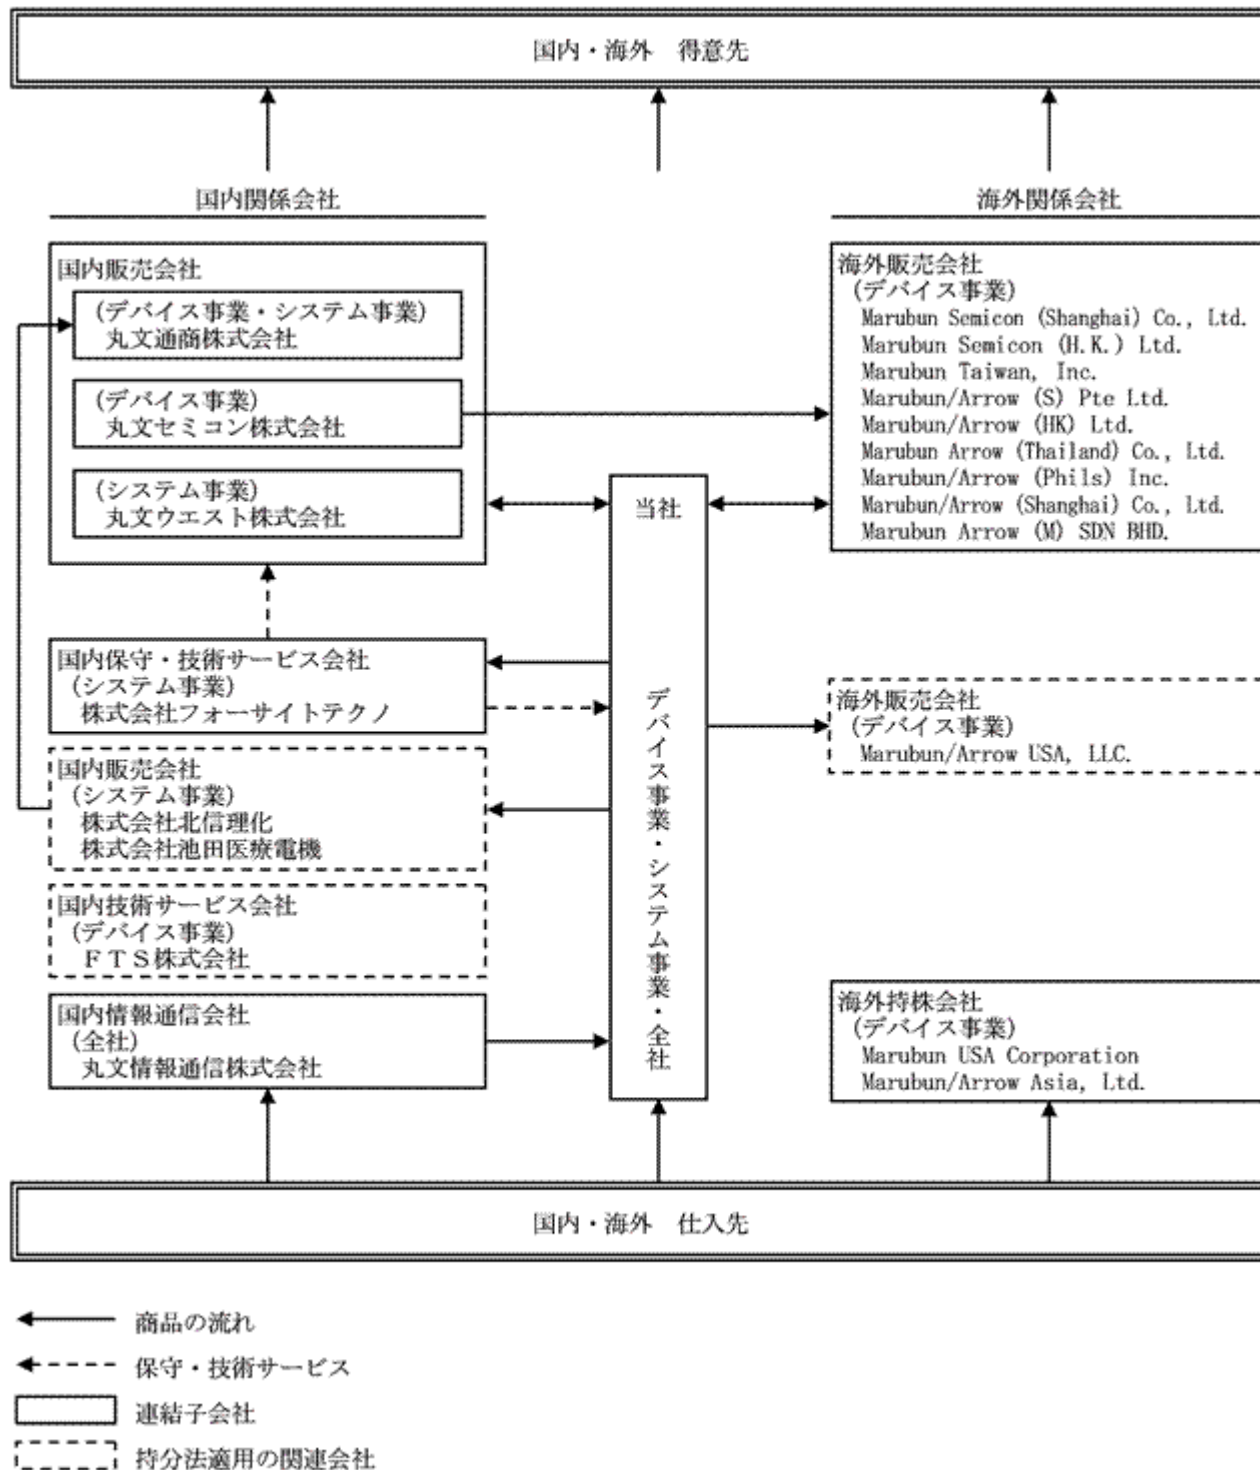 国内・海外　得意先
国内関係会社
海外関係会社
国内販売会社
(デバイス事業・システム事業)
丸文通商株式会社
(デバイス事業)
丸文セミコン株式会社
(システム事業)
丸文ウエスト株式会社
海外販売会社
(デバイス事業)
Marubun Semicon (Shanghai) Co., Ltd.
Marubun Semicon (H.K.) Ltd.
Marubun Taiwan, Inc.
Marubun/Arrow (S) Pte Ltd.
Marubun/Arrow (HK) Ltd.
Marubun Arrow (Thailand) Co., Ltd.
Marubun/Arrow (Phils) Inc.
Marubun/Arrow (Shanghai) Co., Ltd.
Marubun Arrow (M) SDN BHD.
当社
デバイス事業・システム事業・全社
国内保守・技術サービス会社
(システム事業)
株式会社フォーサイトテクノ
海外販売会社
(デバイス事業)
Marubun/Arrow USA, LLC.
国内販売会社
(システム事業)
株式会社北信理化
株式会社池田医療電機
国内技術サービス会社
(デバイス事業)
ＦＴＳ株式会社
国内情報通信会社
(全社)
丸文情報通信株式会社
海外持株会社
(デバイス事業)
Marubun USA Corporation
Marubun/Arrow Asia, Ltd.
国内・海外　仕入先
商品の流れ
保守・技術サービス
連結子会社
持分法適用の関連会社